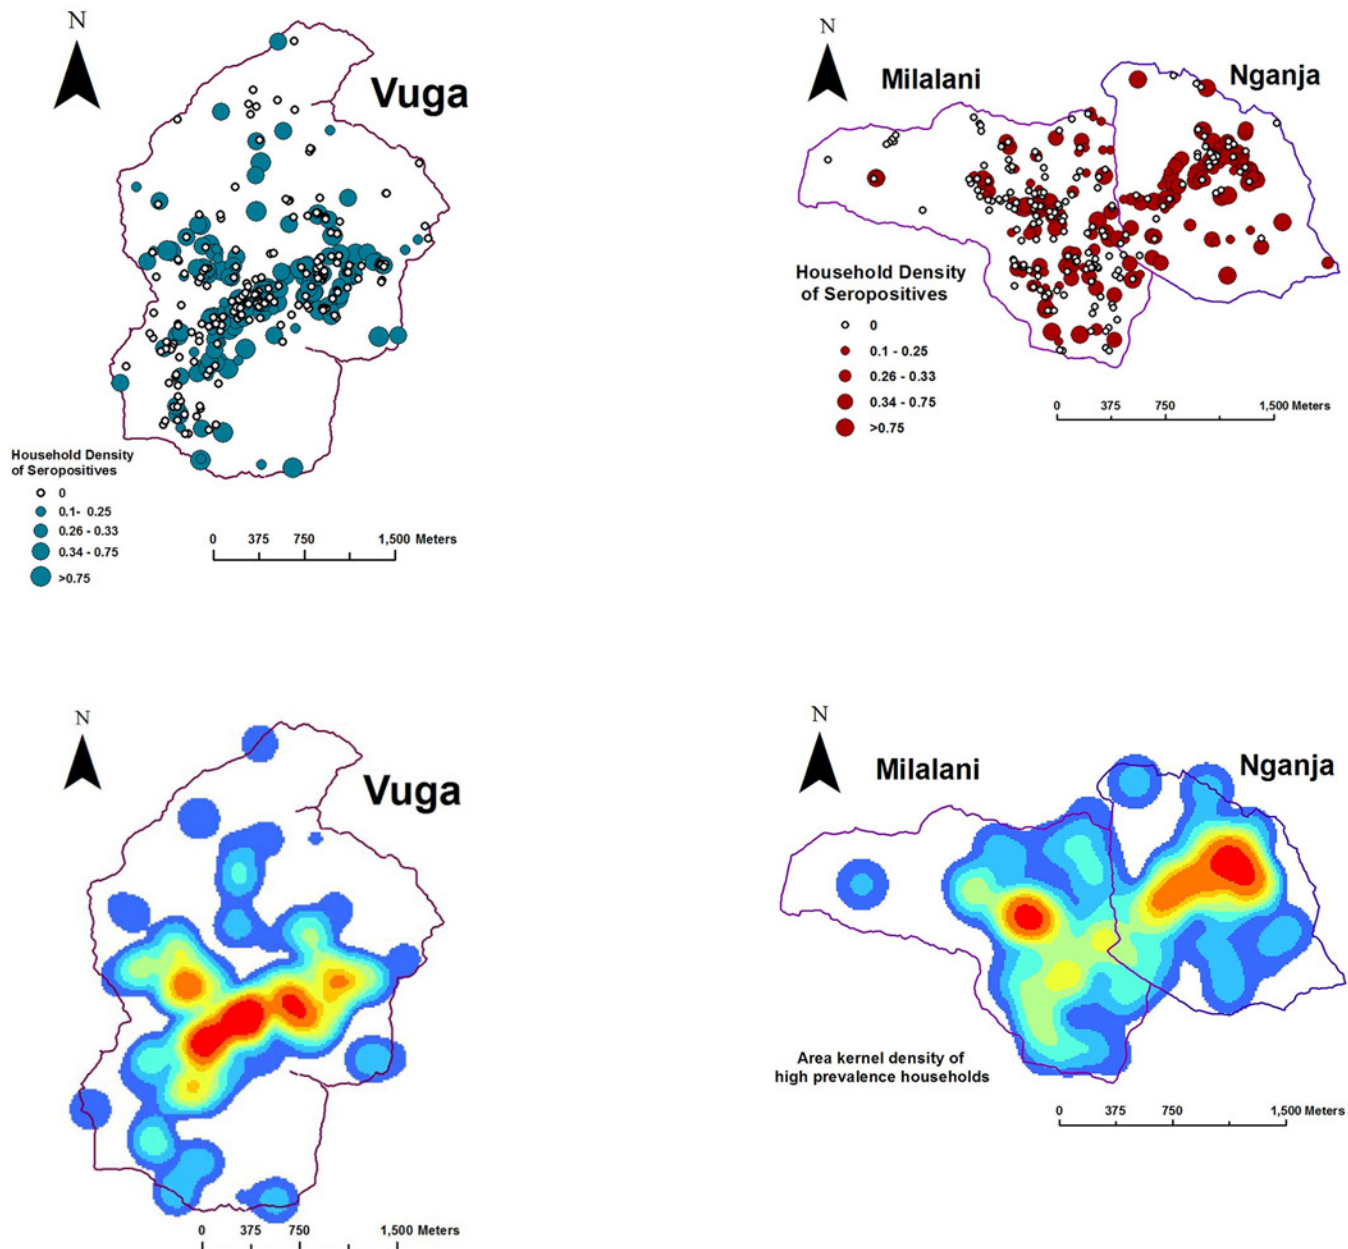 N
Vuga
Household Density
of Seropositives
0
0.1- 0.25
0.26 - 0.33
0.34 - 0.75
>0.75
0 375 750 1,500 Meters
N
Milalani Nganja
Household Density
of Seropositives
0
0.1 - 0.25
0.26 - 0.33
0.34 - 0.75
>0.75
0 375 750 1,500 Meters
N
Vuga
0 375 750 1,500 Meters
N
Milalani Nganja
Area kernel density of
high prevalence households
0 375 750 1,500 Meters